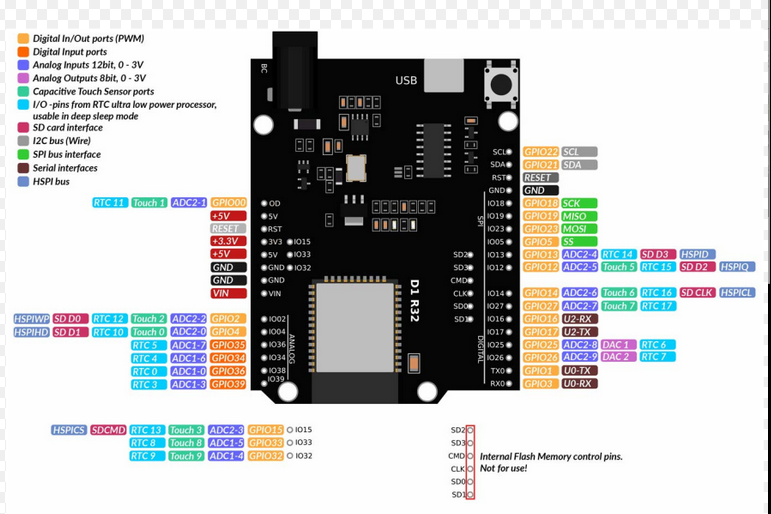 Digital In/Out ports (PWM)
Digital Input ports
Analog Inputs 12bit, 0 - 3V
Analog Outputs 8bit, 0 - 3V
Capacitive Touch Sensor ports
I/O -pins from RTC ultra low power processor,
usable in deep sleep mode
SD card interface
I2C bus (Wire)
SPI bus interface
Serial interfaces
HSPI bus
BC
USB
D1 R32
SPI
DIGITAL
ANALOG
RTC 11 Touch 1 ADC2-1 GPIO00 OD
+5V 5V
RESET RST
+3.3V 3V3 IO15
+5V 5V IO33
GND GND IO32
GND GND
VIN VIN
HSPIWP SD D0 RTC 12 Touch 2 ADC2-2 GPIO2 IO02
HSPIHD SD D1 RTC 10 Touch 0 ADC2-0 GPIO4 IO04
RTC 5 ADC1-7 GPIO35 IO36
RTC 4 ADC1-6 GPIO34 IO34
RTC 0 ADC1-0 GPIO36 IO38
RTC 3 ADC1-3 GPIO39 IO39
SCL GPIO22 SCL
SDA GPIO21 SDA
RST RESET
GND GND
IO18 GPIO18 SCK
IO19 GPIO19 MISO
IO23 GPIO23 MOSI
IO05 GPIO5 SS
SD2 IO13 GPIO13 ADC2-4 RTC 14 SD D3 HSPID
SD3 IO12 GPIO12 ADC2-5 Touch 5 RTC 15 SD D2 HSPIQ
CMD
CLK IO14 GPIO14 ADC2-6 Touch 6 RTC 16 SD CLK HSPICL
SD0 IO27 GPIO27 ADC2-7 Touch 7 RTC 17
SD1 IO16 GPIO16 U2-RX
IO17 GPIO17 U2-TX
IO25 GPIO25 ADC2-8 DAC 1 RTC 6
IO26 GPIO26 ADC2-9 DAC 2 RTC 7
TX0 GPIO1 U0-TX
RX0 GPIO3 U0-RX
HSPICS SDCMD RTC 13 Touch 3 ADC2-3 GPIO15 IO15
RTC 8 Touch 8 ADC1-5 GPIO33 IO33
RTC 9 Touch 9 ADC1-4 GPIO32 IO32
SD2
SD3
CMD
CLK
SD0
SD1
Internal Flash Memory control pins.
Not for use!